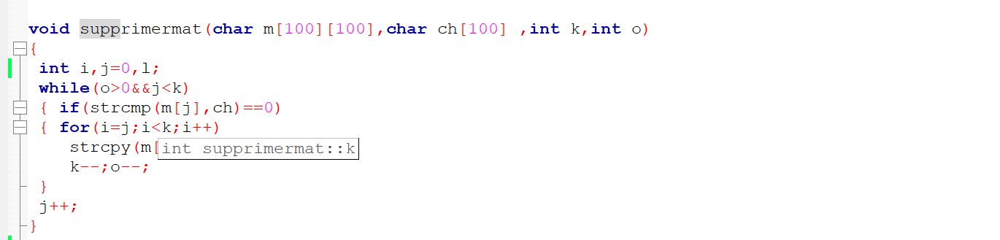 void supprimermat(char m[100][100],char ch[100] ,int k,int o)
{
int i,j=0,l;
while(o>0&&j<k)
{ if(strcmp(m[j],ch)==0)
{ for(i=j;i<k;i++)
strcpy(m[ int supprimermat::k
k--;o--;
}
j++;
}